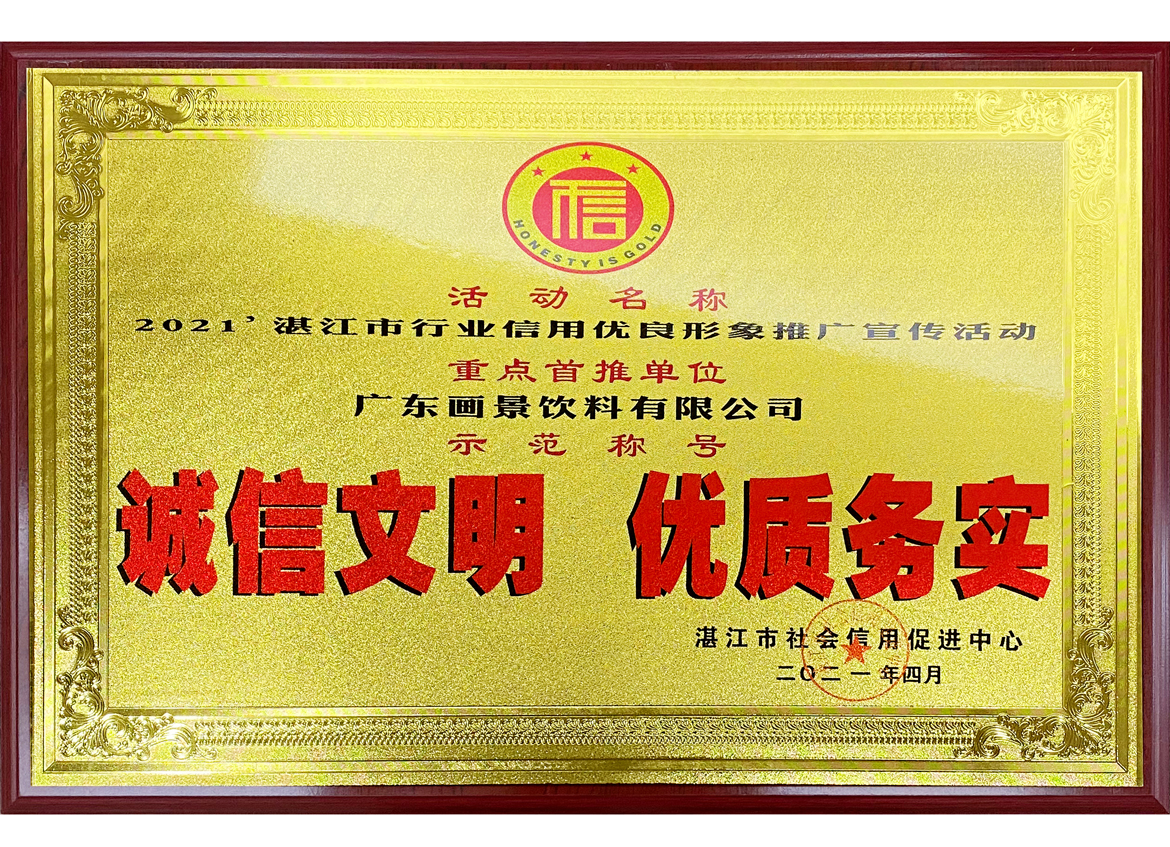 信
HONESTY IS GOLD
活动名称
2021’湛江市行业信用优良形象推广宣传活动
重点首推单位
广东画景饮料有限公司
示范称号
诚信文明 优质务实
湛江市社会信用促进中心
二〇二一年四月